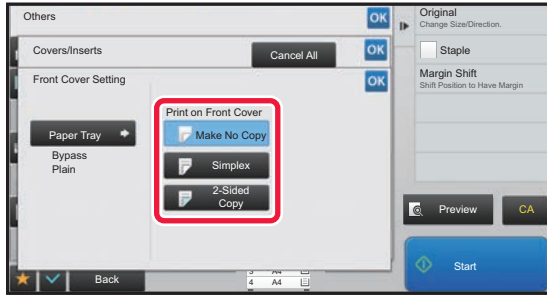 Others
OK
Covers/Inserts
Cancel All
OK
Front Cover Setting
OK
Print on Front Cover
Paper Tray
Make No Copy
Bypass
Plain
Simplex
2-Sided
Copy
Back
A4
4 A4
Original
Change Size/Direction.
Staple
Margin Shift
Shift Position to Have Margin
Preview
CA
Start